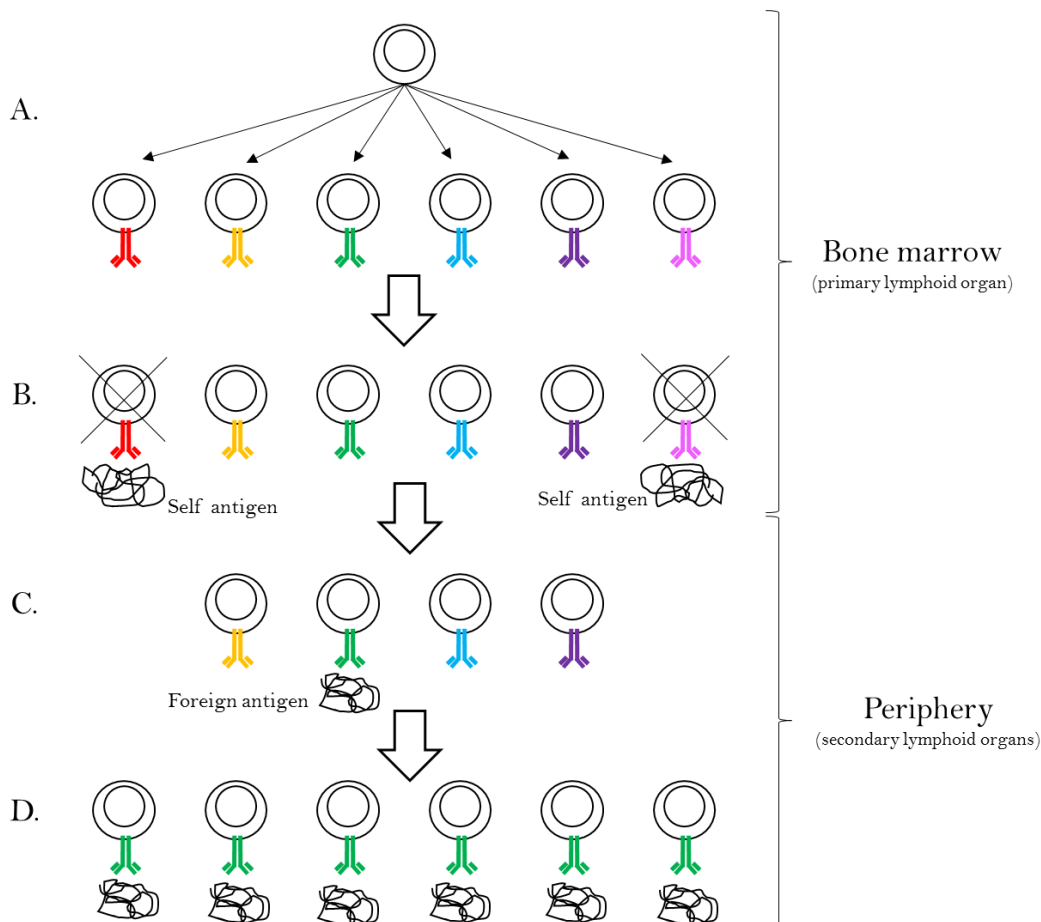 A.
Bone marrow
(primary lymphoid organ)
B.
Self antigen
Self antigen
C.
Foreign antigen
Periphery
(secondary lymphoid organs)
D.